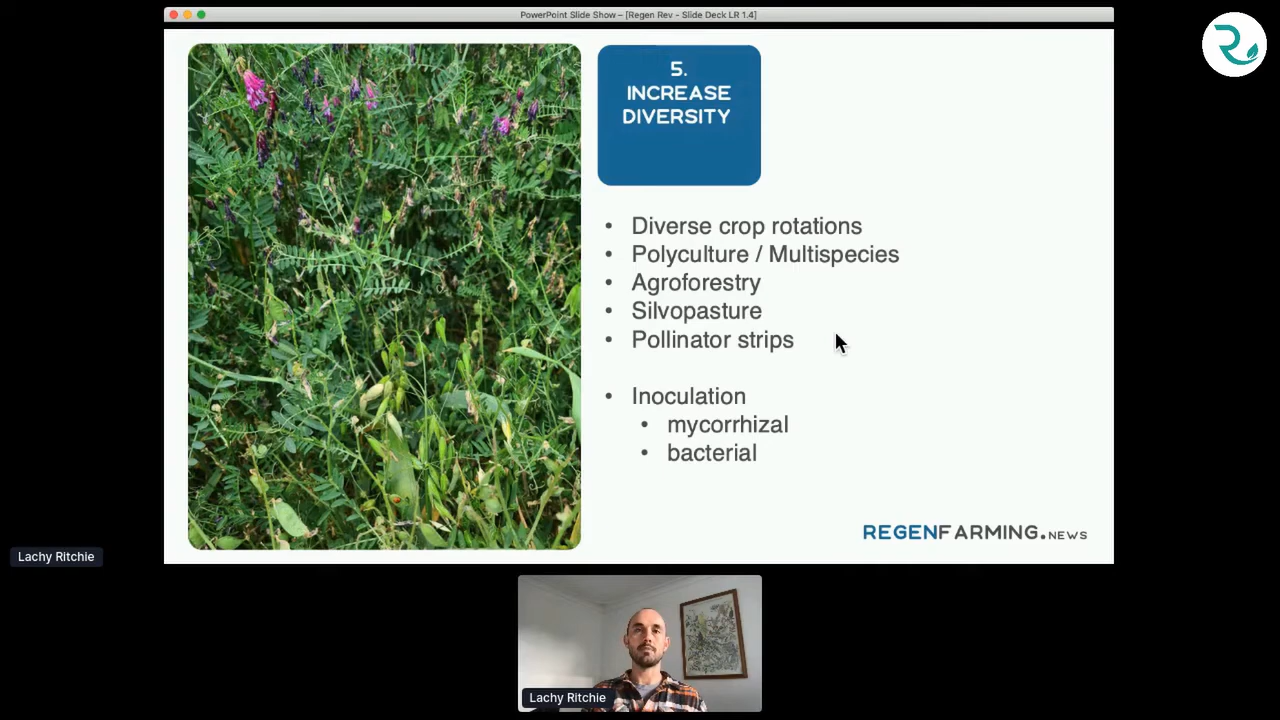 PowerPoint Slide Show – [Regen Rev - Slide Deck LR 1.4]
5.
INCREASE
DIVERSITY
• Diverse crop rotations
• Polyculture / Multispecies
• Agroforestry
• Silvopasture
• Pollinator strips
• Inoculation
• mycorrhizal
• bacterial
REGENFARMING.NEWS
Lachy Ritchie
Lachy Ritchie